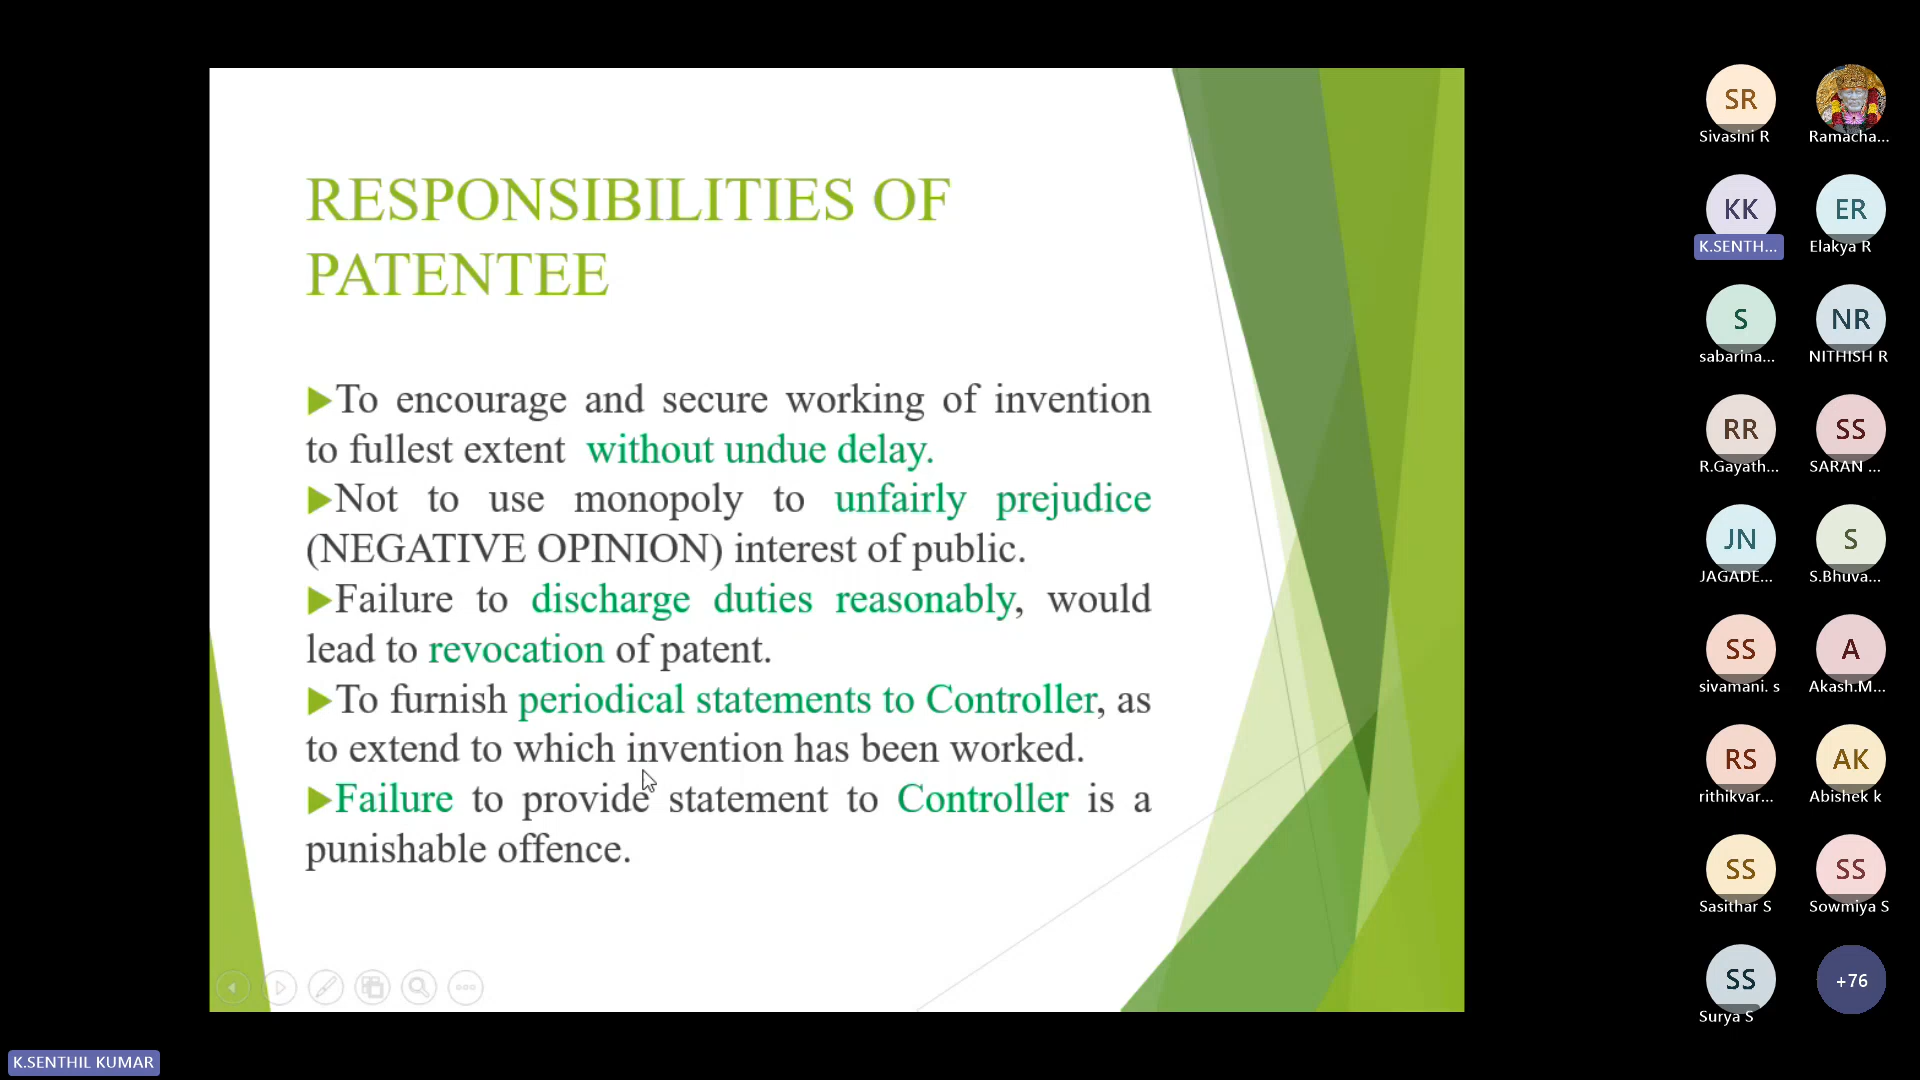 RESPONSIBILITIES OF
PATENTEE
To encourage and secure working of invention
to fullest extent without undue delay.
Not to use monopoly to unfairly prejudice
(NEGATIVE OPINION) interest of public.
Failure to discharge duties reasonably, would
lead to revocation of patent.
To furnish periodical statements to Controller, as
to extend to which invention has been worked.
Failure to provide statement to Controller is a
punishable offence.
SR
Sivasini R
Ramacha...
KK
K.SENTH...
ER
Elakya R
S
sabarina...
NR
NITHISH R
RR
R.Gayath...
SS
SARAN ...
JN
JAGADE...
S
S.Bhuva...
SS
sivamani. s
A
Akash.M...
RS
rithikvar...
AK
Abishek k
SS
Sasithar S
SS
Sowmiya S
SS
Surya S
+76
K.SENTHIL KUMAR